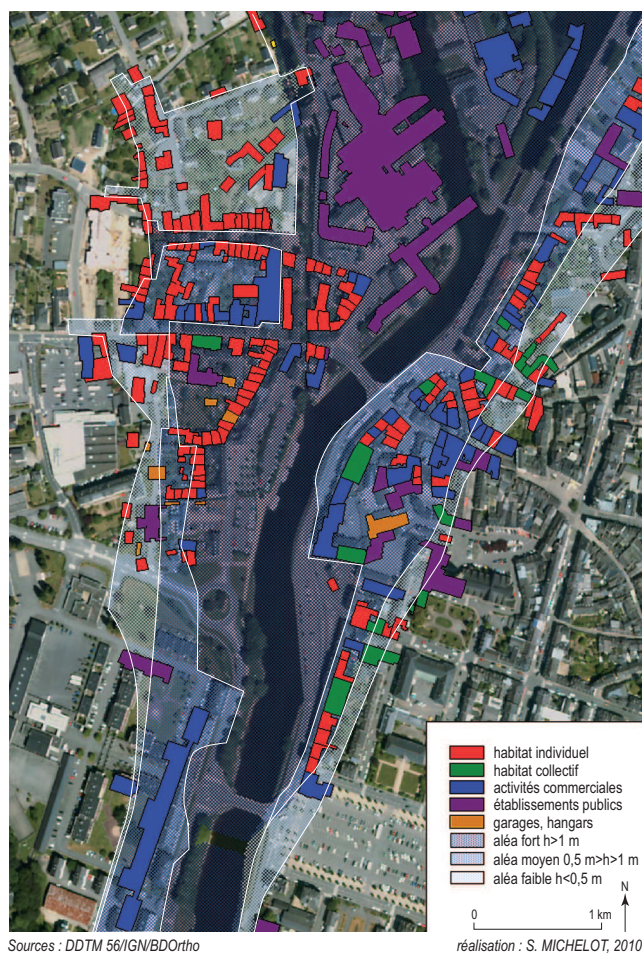 habitat individuel
habitat collectif
activités commerciales
établissements publics
garages, hangars
aléa fort h>1 m
aléa moyen 0,5 m>h>1 m
aléa faible h<0,5 m
N
0 1 km
Sources : DDTM 56/IGN/BDOrtho
réalisation : S. MICHELOT, 2010